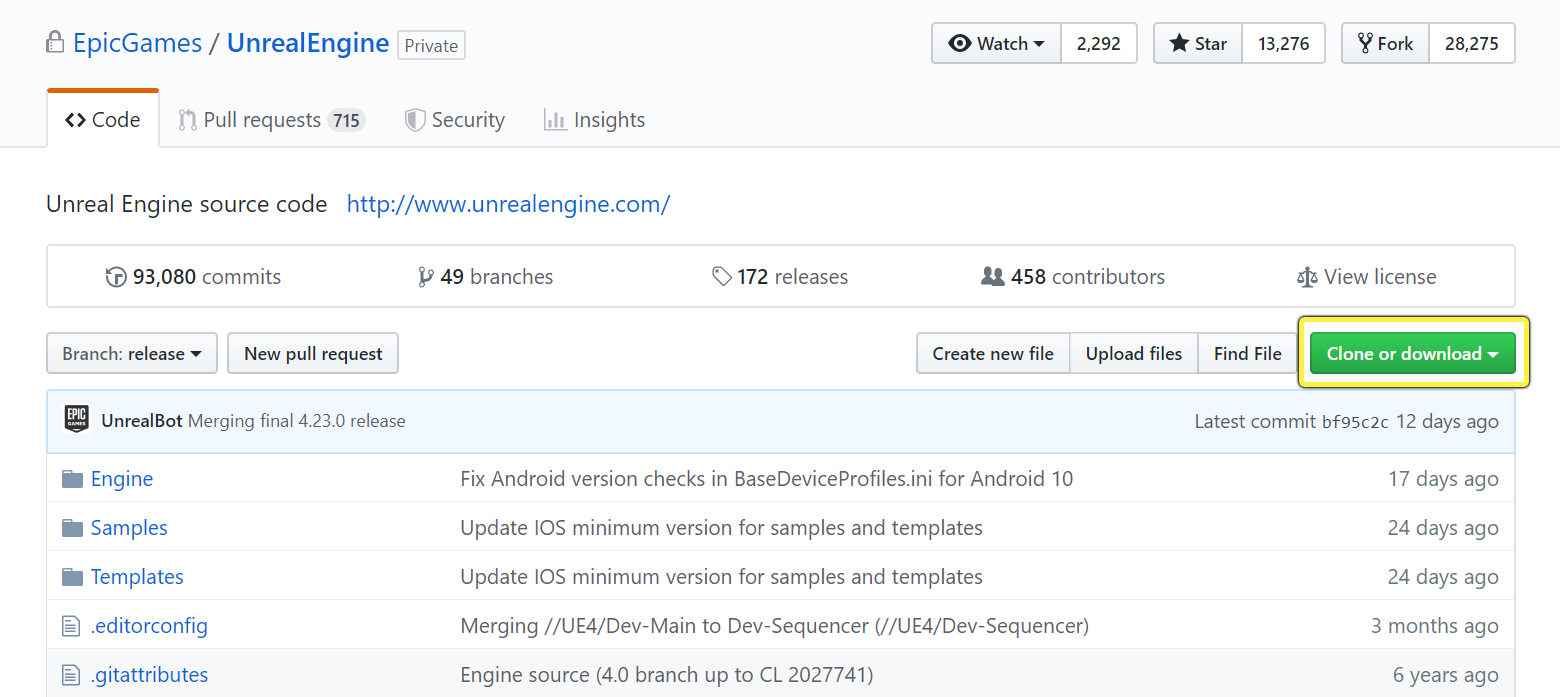 EpicGames / UnrealEngine Private Watch 2,292 Star 13,276 Fork 28,275
Code Pull requests 715 Security Insights
Unreal Engine source code http://www.unrealengine.com/
93,080 commits 49 branches 172 releases 458 contributors View license
Branch: release New pull request Create new file Upload files Find File Clone or download
EPIC GAMES UnrealBot Merging final 4.23.0 release Latest commit bf95c2c 12 days ago
Engine Fix Android version checks in BaseDeviceProfiles.ini for Android 10 17 days ago
Samples Update IOS minimum version for samples and templates 24 days ago
Templates Update IOS minimum version for samples and templates 24 days ago
.editorconfig Merging //UE4/Dev-Main to Dev-Sequencer (//UE4/Dev-Sequencer) 3 months ago
.gitattributes Engine source (4.0 branch up to CL 2027741) 6 years ago